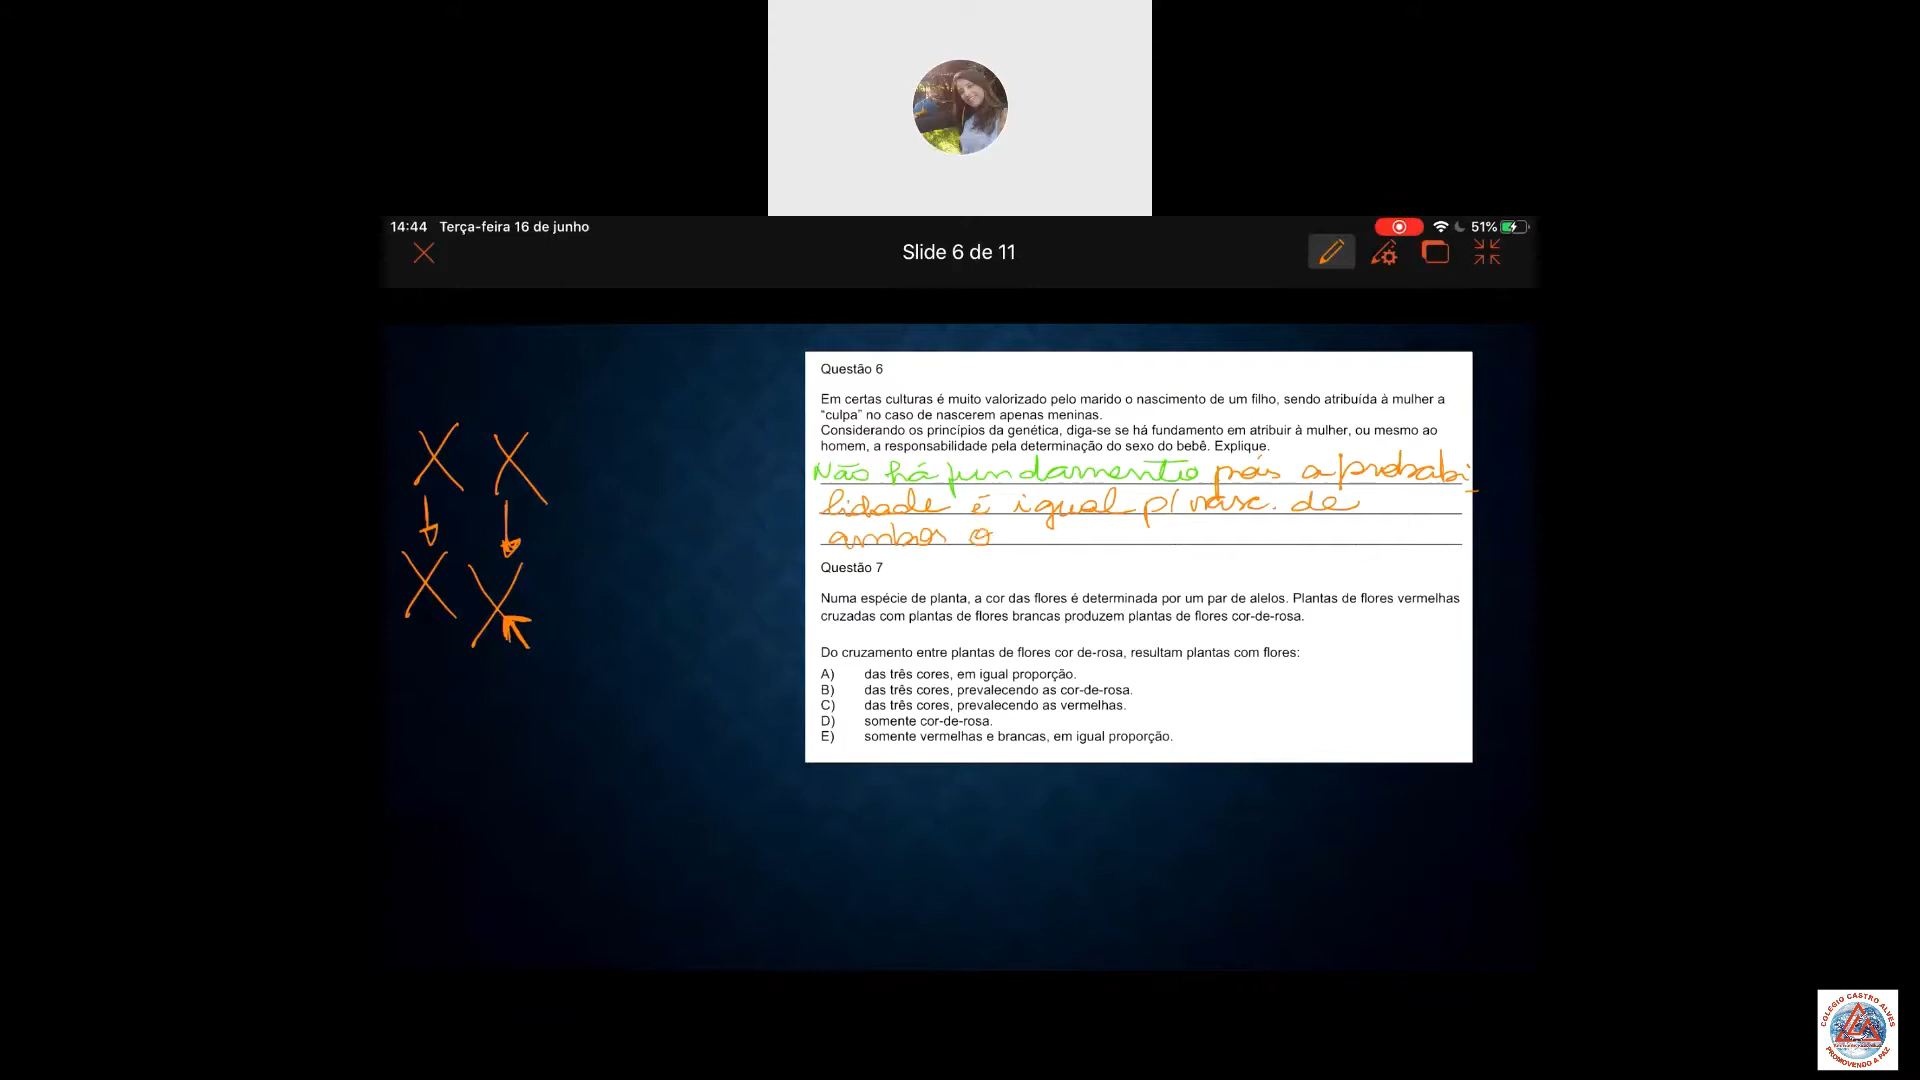 14:44 Terça-feira 16 de junho
51%
Slide 6 de 11
Questão 6
Em certas culturas é muito valorizado pelo marido o nascimento de um filho, sendo atribuída à mulher a
“culpa” no caso de nascerem apenas meninas.
Considerando os princípios da genética, diga-se se há fundamento em atribuir à mulher, ou mesmo ao
homem, a responsabilidade pela determinação do sexo do bebê. Explique.
Não há fundamento pois a probabi-
lidade é igual p/ nasc. de
ambos o
X X
X X
Questão 7
Numa espécie de planta, a cor das flores é determinada por um par de alelos. Plantas de flores vermelhas
cruzadas com plantas de flores brancas produzem plantas de flores cor-de-rosa.
Do cruzamento entre plantas de flores cor de-rosa, resultam plantas com flores:
A) das três cores, em igual proporção.
B) das três cores, prevalecendo as cor-de-rosa.
C) das três cores, prevalecendo as vermelhas.
D) somente cor-de-rosa.
E) somente vermelhas e brancas, em igual proporção.
COLEGIO CASTRO ALVES
PROMOVENDO A PAZ